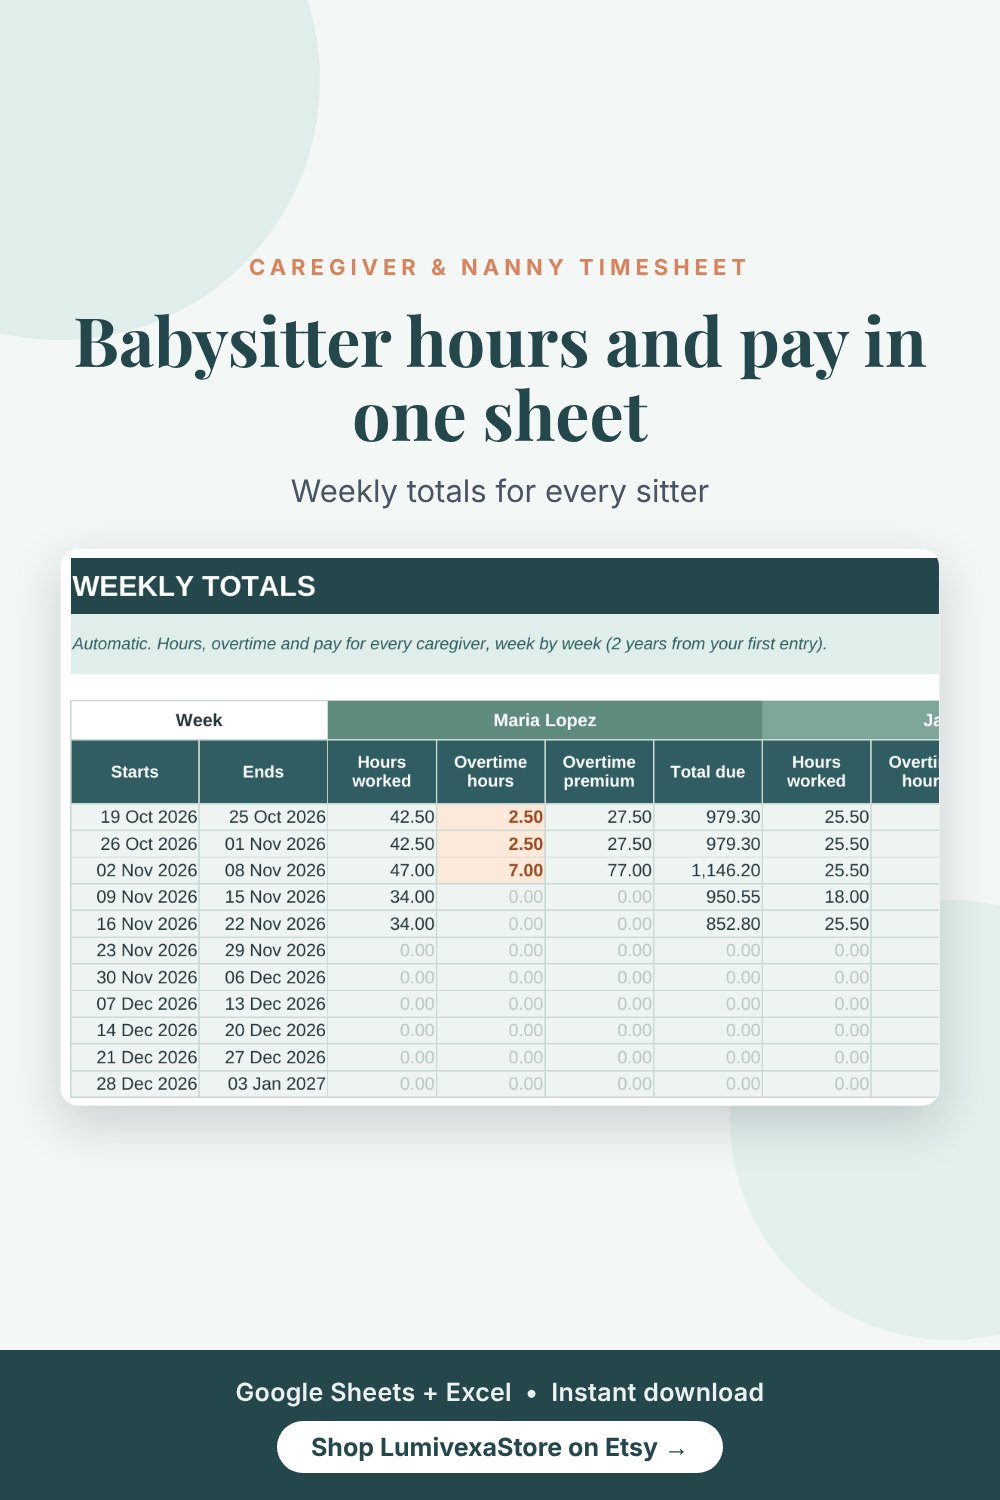 CAREGIVER & NANNY TIMESHEET
Babysitter hours and pay in
one sheet
Weekly totals for every sitter
WEEKLY TOTALS
Automatic. Hours, overtime and pay for every caregiver, week by week (2 years from your first entry).
Week Maria Lopez
Starts Ends Hours worked Overtime hours Overtime premium Total due Hours worked
19 Oct 2026 25 Oct 2026 42.50 2.50 27.50 979.30 25.50
26 Oct 2026 01 Nov 2026 42.50 2.50 27.50 979.30 25.50
02 Nov 2026 08 Nov 2026 47.00 7.00 77.00 1,146.20 25.50
09 Nov 2026 15 Nov 2026 34.00 0.00 0.00 950.55 18.00
16 Nov 2026 22 Nov 2026 34.00 0.00 0.00 852.80 25.50
23 Nov 2026 29 Nov 2026 0.00 0.00 0.00 0.00 0.00
30 Nov 2026 06 Dec 2026 0.00 0.00 0.00 0.00 0.00
07 Dec 2026 13 Dec 2026 0.00 0.00 0.00 0.00 0.00
14 Dec 2026 20 Dec 2026 0.00 0.00 0.00 0.00 0.00
21 Dec 2026 27 Dec 2026 0.00 0.00 0.00 0.00 0.00
28 Dec 2026 03 Jan 2027 0.00 0.00 0.00 0.00 0.00
Google Sheets + Excel • Instant download
Shop LumivexaStore on Etsy →